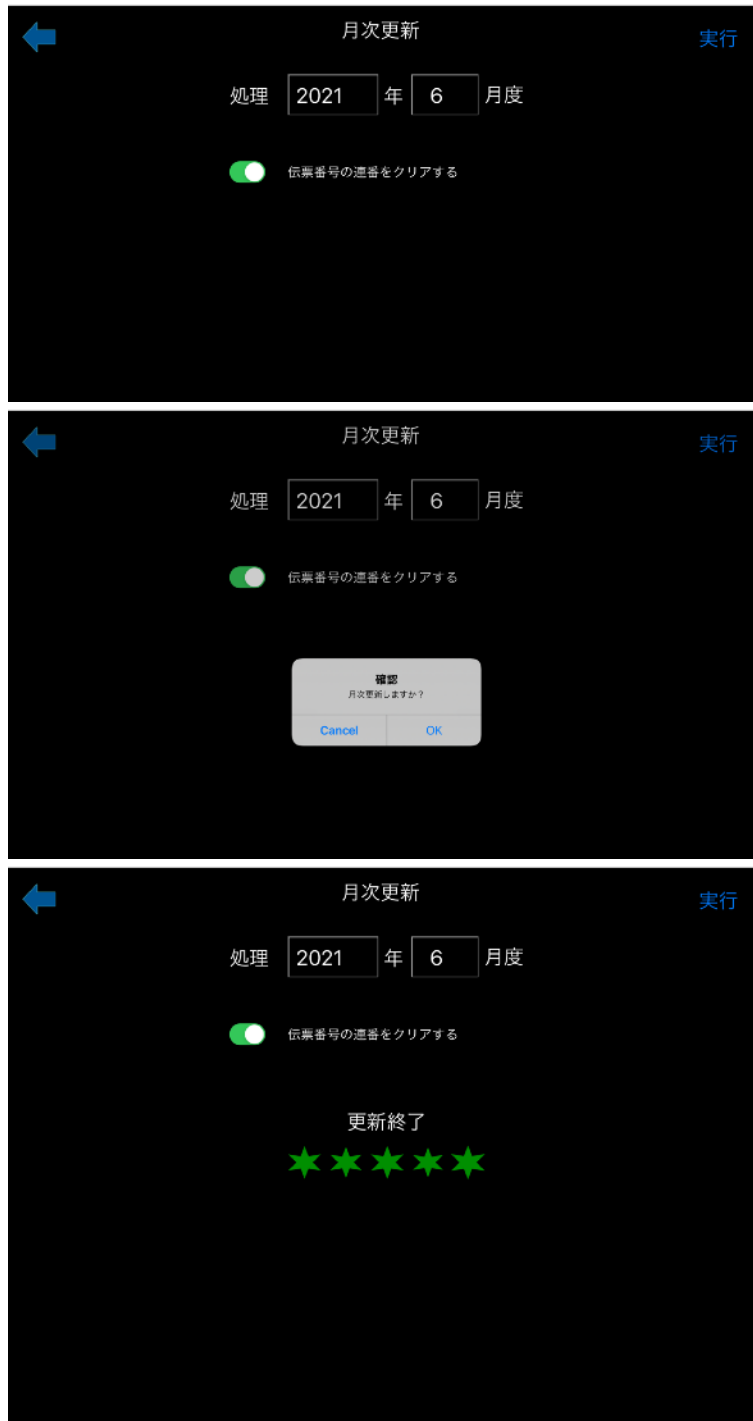 月次更新
実行
処理 2021 年 6 月度
伝票番号の連番をクリアする
月次更新
実行
処理 2021 年 6 月度
伝票番号の連番をクリアする
確認
月次更新しますか？
Cancel OK
月次更新
実行
処理 2021 年 6 月度
伝票番号の連番をクリアする
更新終了